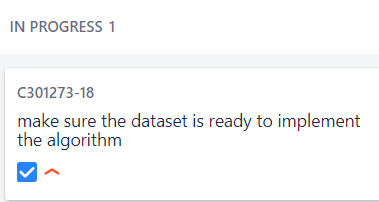 IN PROGRESS 1
C301273-18
make sure the dataset is ready to implement
the algorithm